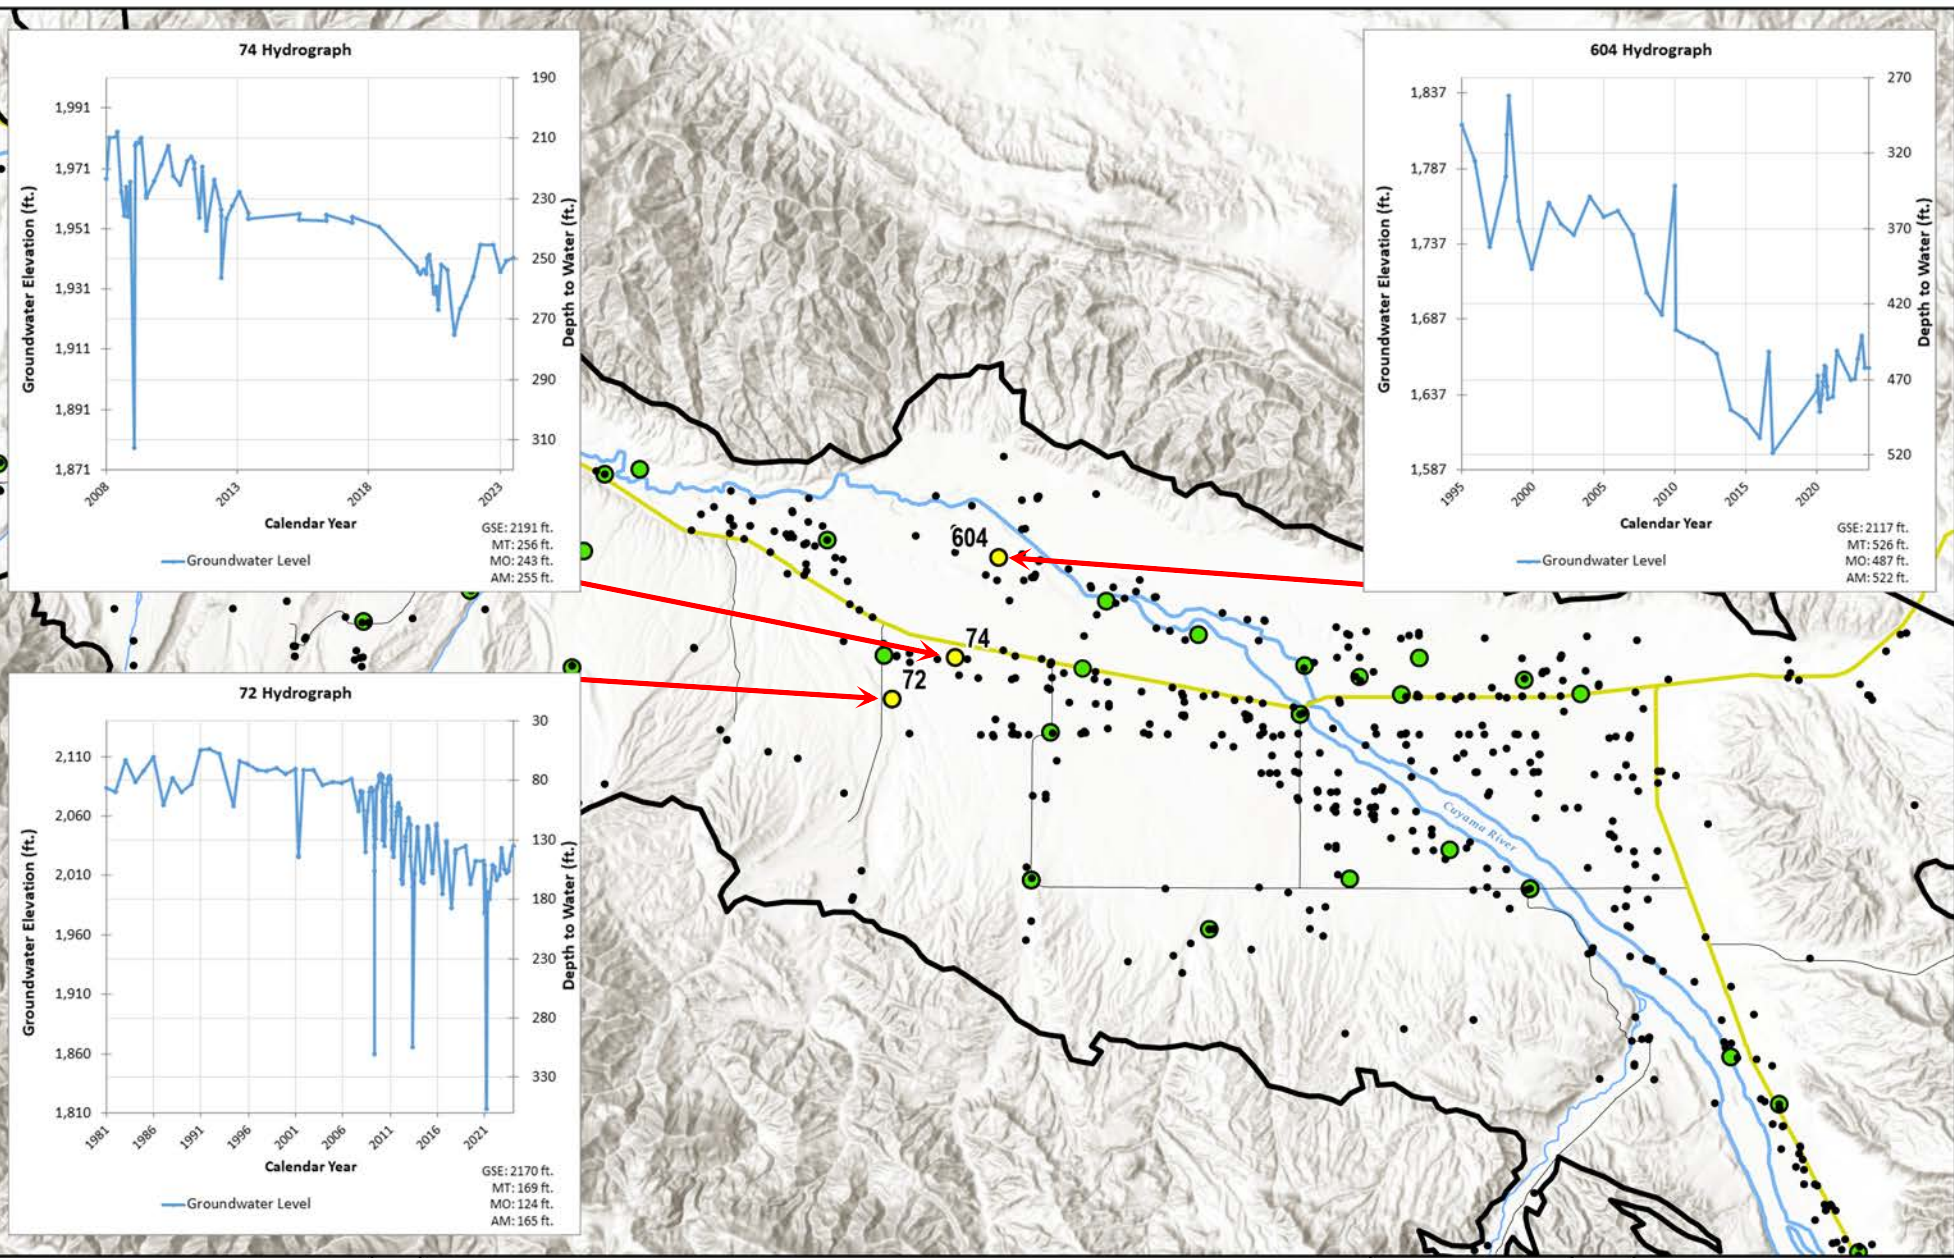 74 Hydrograph
Groundwater Elevation (ft.)
1,991
1,971
1,951
1,931
1,911
1,891
1,871
190
210
230
250
270
290
310
Depth to Water (ft.)
2008
2013
2018
2023
Calendar Year
Groundwater Level
GSE: 2191 ft.
MT: 256 ft.
MO: 243 ft.
AM: 255 ft.
604 Hydrograph
Groundwater Elevation (ft.)
1,837
1,787
1,737
1,687
1,637
1,587
270
320
370
420
470
520
Depth to Water (ft.)
1995
2000
2005
2010
2015
2020
Calendar Year
Groundwater Level
GSE: 2117 ft.
MT: 526 ft.
MO: 487 ft.
AM: 522 ft.
604
74
72
Cuyama River
72 Hydrograph
Groundwater Elevation (ft.)
2,110
2,060
2,010
1,960
1,910
1,860
1,810
30
80
130
180
230
280
330
Depth to Water (ft.)
1981
1986
1991
1996
2001
2006
2011
2016
2021
Calendar Year
Groundwater Level
GSE: 2170 ft.
MT: 169 ft.
MO: 124 ft.
AM: 165 ft.